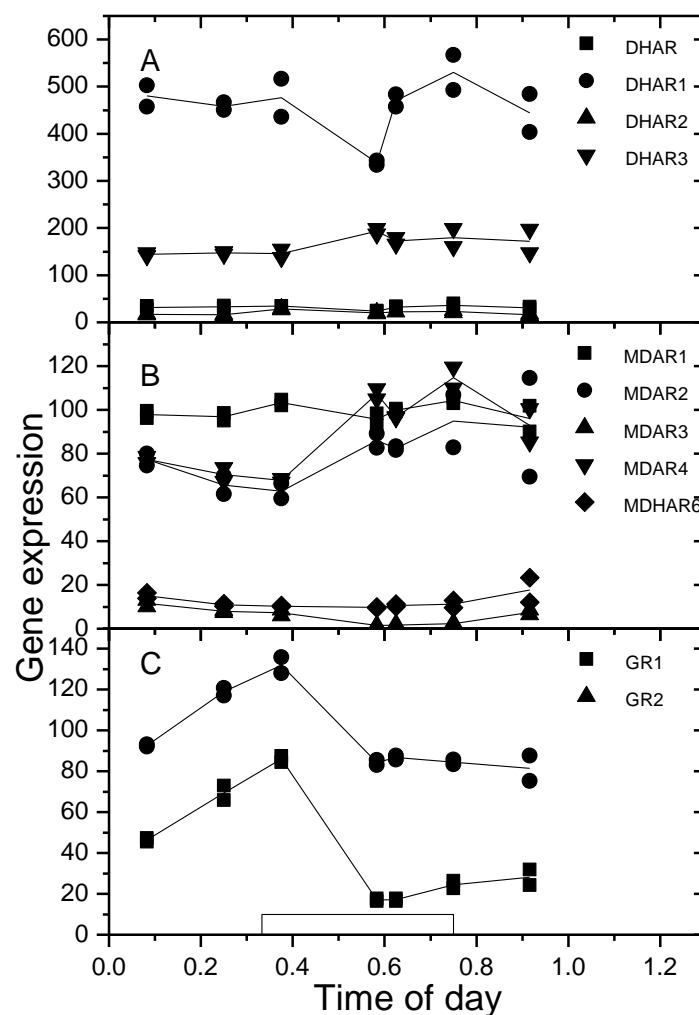 600
500
400
300
200
100
0
A
DHAR
DHAR1
DHAR2
DHAR3
120
100
80
60
40
20
0
B
MDAR1
MDAR2
MDAR3
MDAR4
MDHAR6
140
120
100
80
60
40
20
0
C
GR1
GR2
0.0 0.2 0.4 0.6 0.8 1.0 1.2
Time of day
Gene expression